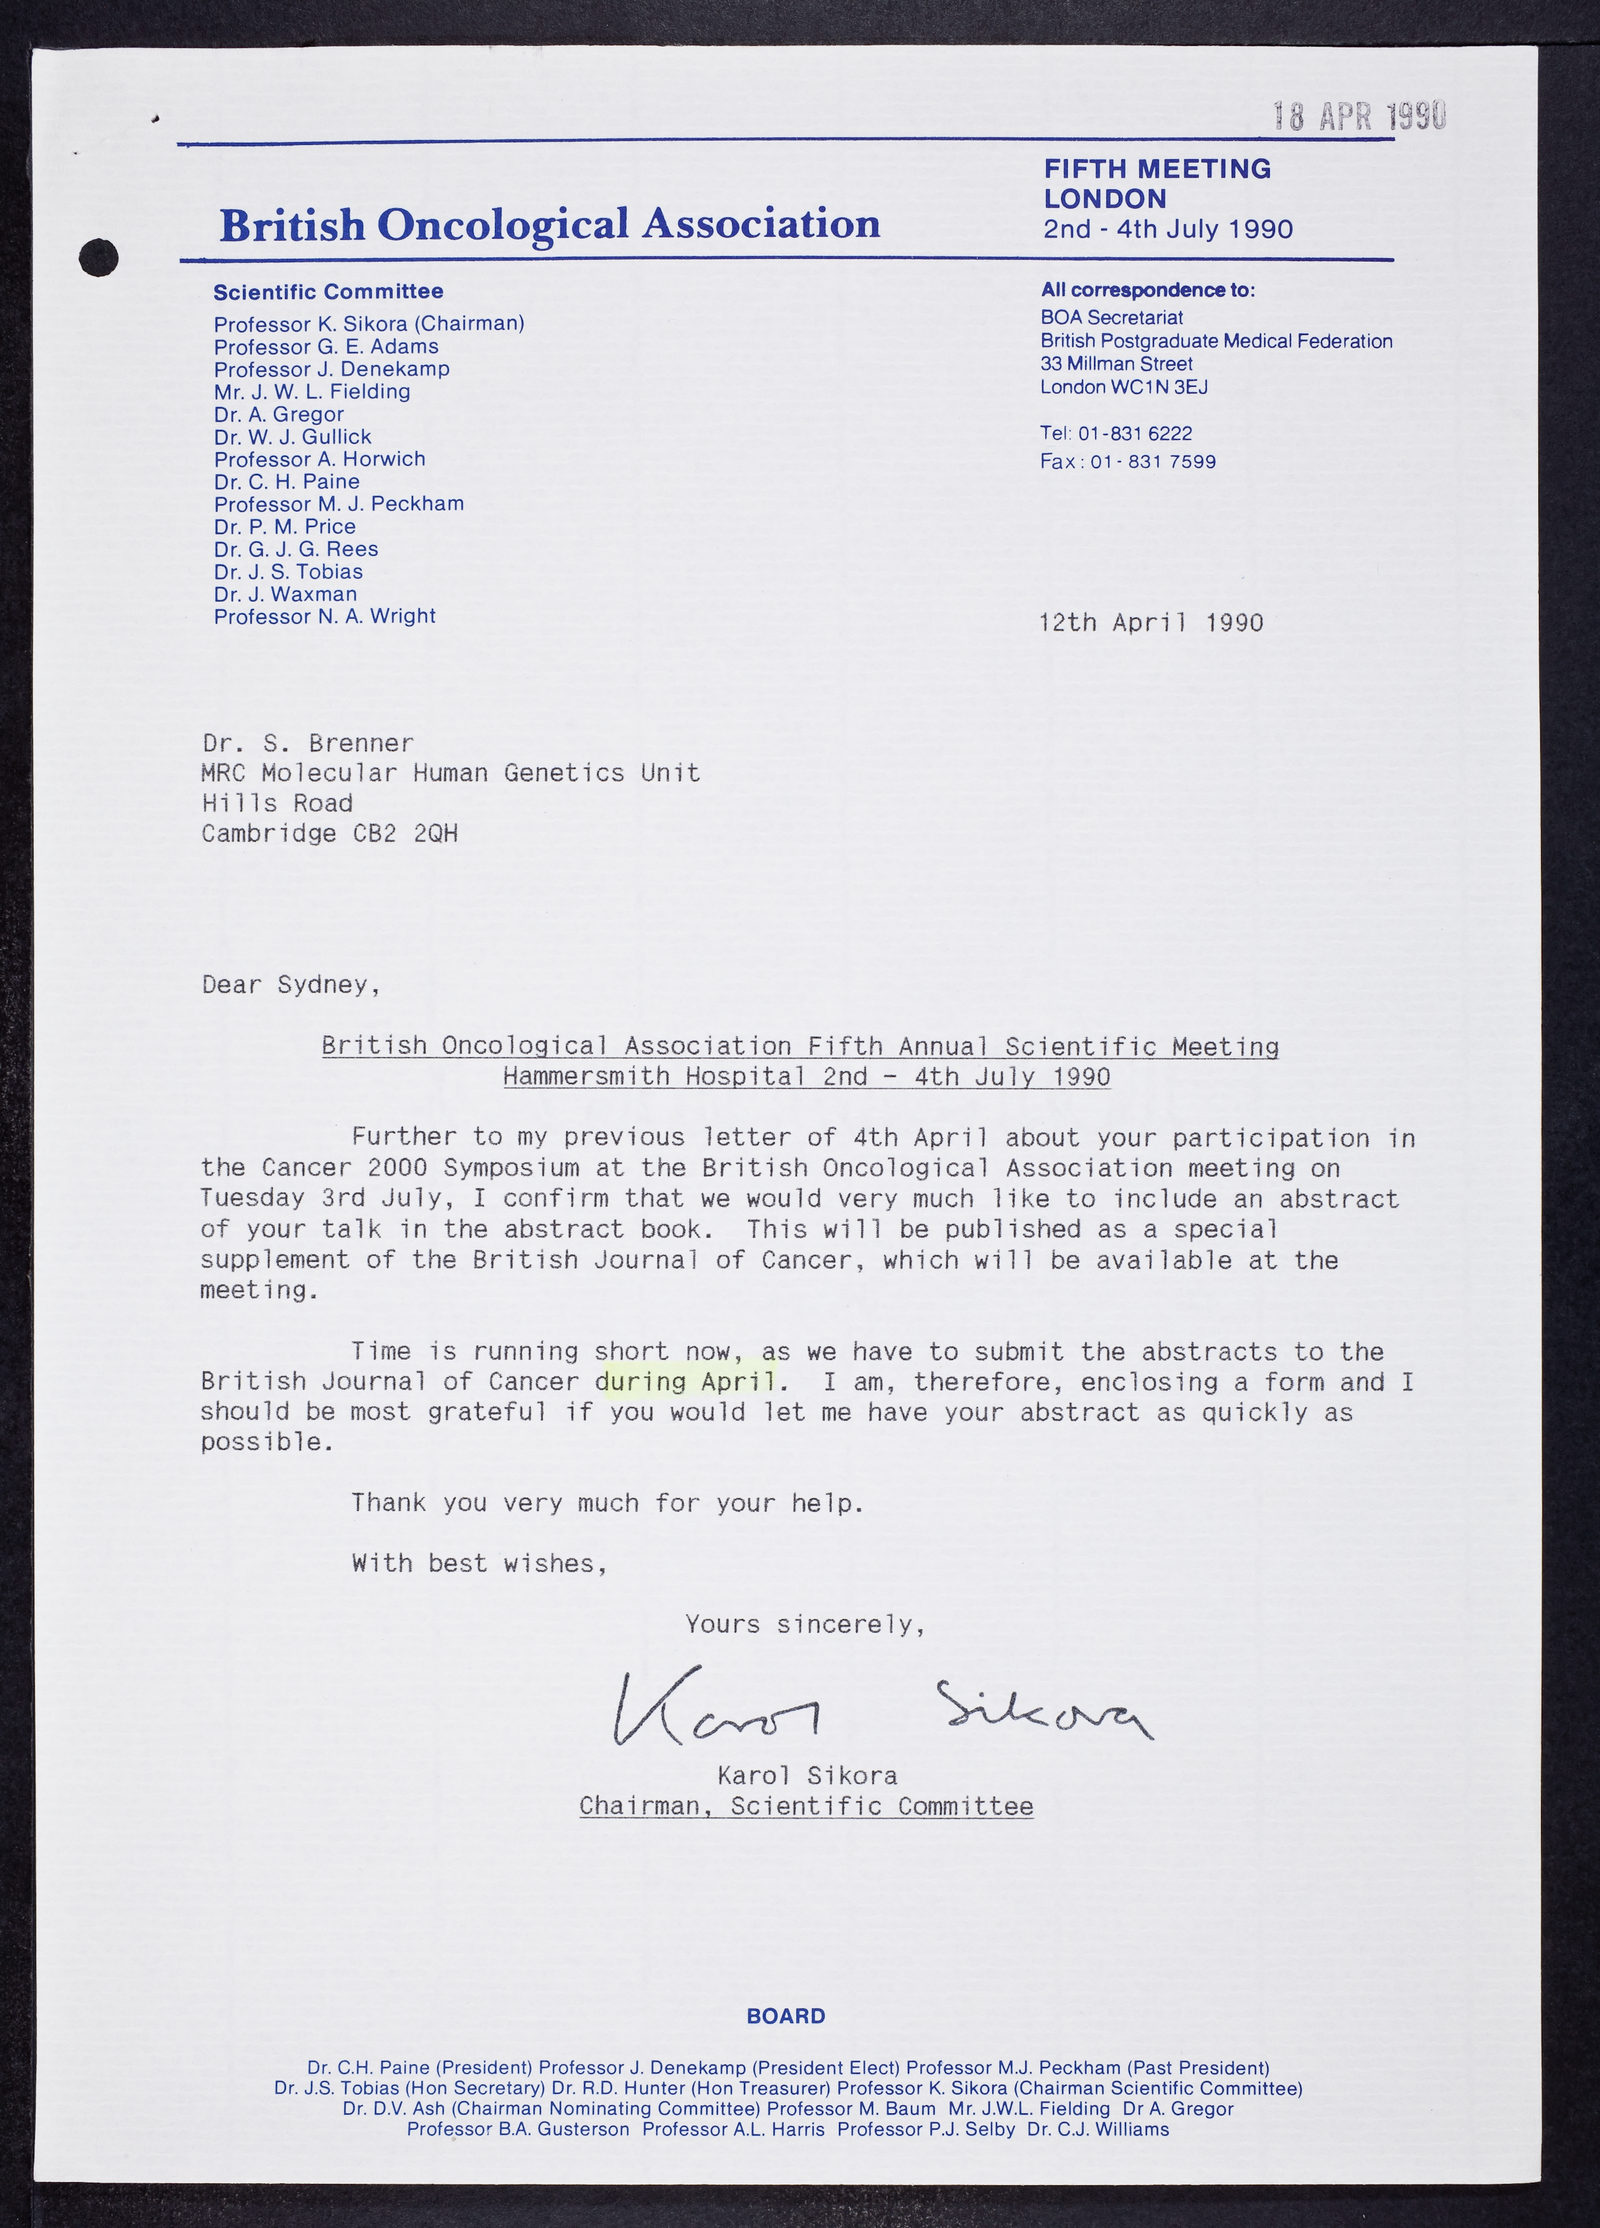 18 APR 1990
British Oncological Association
FIFTH MEETING
LONDON
2nd - 4th July 1990
Scientific Committee
Professor K. Sikora (Chairman)
Professor G. E. Adams
Professor J. Denekamp
Mr. J. W. L. Fielding
Dr. A. Gregor
Dr. W. J. Gullick
Professor A. Horwich
Dr. C. H. Paine
Professor M. J. Peckham
Dr. P. M. Price
Dr. G. J. G. Rees
Dr. J. S. Tobias
Dr. J. Waxman
Professor N. A. Wright
All correspondence to:
BOA Secretariat
British Postgraduate Medical Federation
33 Millman Street
London WC1N 3EJ
Tel: 01-831 6222
Fax: 01-831 7599
12th April 1990
Dr. S. Brenner
MRC Molecular Human Genetics Unit
Hills Road
Cambridge CB2 2QH
Dear Sydney,
British Oncological Association Fifth Annual Scientific Meeting
Hammersmith Hospital 2nd - 4th July 1990
Further to my previous letter of 4th April about your participation in
the Cancer 2000 Symposium at the British Oncological Association meeting on
Tuesday 3rd July, I confirm that we would very much like to include an abstract
of your talk in the abstract book. This will be published as a special
supplement of the British Journal of Cancer, which will be available at the
meeting.
Time is running short now, as we have to submit the abstracts to the
British Journal of Cancer during April. I am, therefore, enclosing a form and I
should be most grateful if you would let me have your abstract as quickly as
possible.
Thank you very much for your help.
With best wishes,
Yours sincerely,
Karol Sikora
Karol Sikora
Chairman, Scientific Committee
BOARD
Dr. C.H. Paine (President) Professor J. Denekamp (President Elect) Professor M.J. Peckham (Past President)
Dr. J.S. Tobias (Hon Secretary) Dr. R.D. Hunter (Hon Treasurer) Professor K. Sikora (Chairman Scientific Committee)
Dr. D.V. Ash (Chairman Nominating Committee) Professor M. Baum Mr. J.W.L. Fielding Dr A. Gregor
Professor B.A. Gusterson Professor A.L. Harris Professor P.J. Selby Dr. C.J. Williams